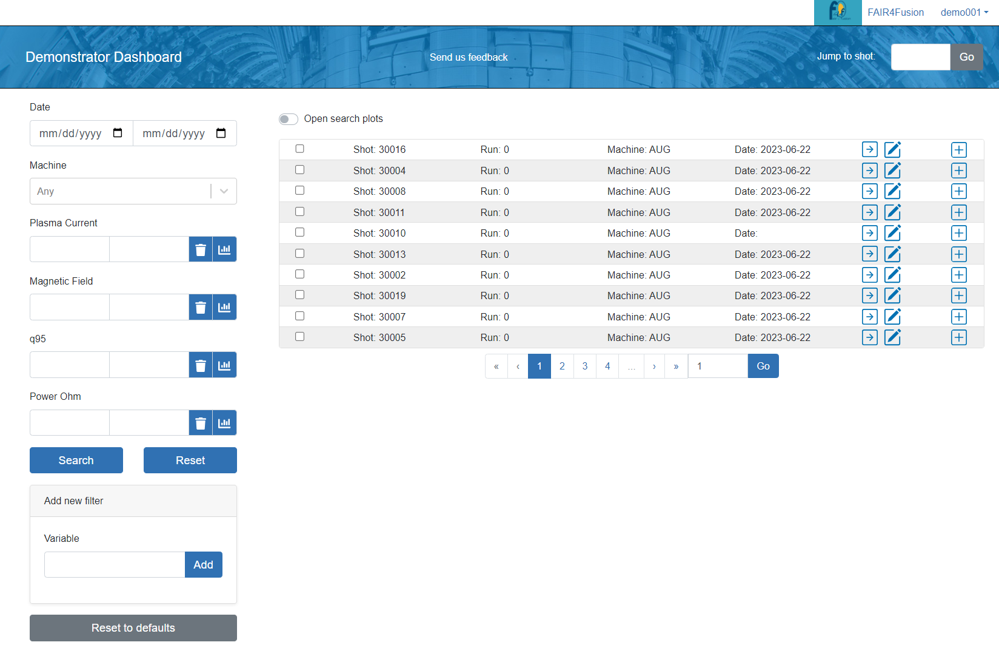 FAIR4Fusion demo001
Demonstrator Dashboard Send us feedback Jump to shot: Go
Date
mm/dd/yyyy mm/dd/yyyy
Machine
Any
Plasma Current
Magnetic Field
q95
Power Ohm
Search Reset
Add new filter
Variable
Add
Reset to defaults
Open search plots
Shot: 30016 Run: 0 Machine: AUG Date: 2023-06-22
Shot: 30004 Run: 0 Machine: AUG Date: 2023-06-22
Shot: 30008 Run: 0 Machine: AUG Date: 2023-06-22
Shot: 30011 Run: 0 Machine: AUG Date: 2023-06-22
Shot: 30010 Run: 0 Machine: AUG Date:
Shot: 30013 Run: 0 Machine: AUG Date: 2023-06-22
Shot: 30002 Run: 0 Machine: AUG Date: 2023-06-22
Shot: 30019 Run: 0 Machine: AUG Date: 2023-06-22
Shot: 30007 Run: 0 Machine: AUG Date: 2023-06-22
Shot: 30005 Run: 0 Machine: AUG Date: 2023-06-22
« ‹ 1 2 3 4 ... › » 1 Go